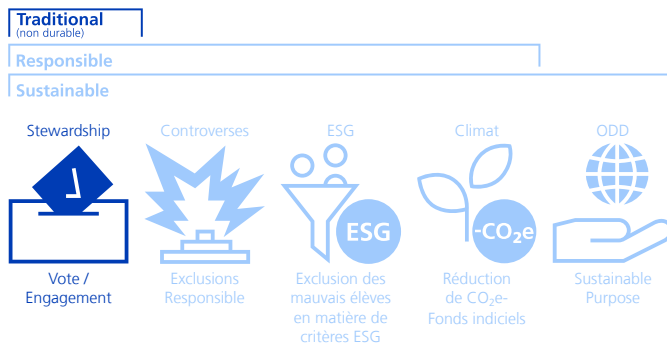 Traditional
(non durable)
Responsible
Sustainable
Stewardship
Controverses
ESG
Climat
ODD
ESG
-CO₂e
Vote /
Engagement
Exclusions
Responsible
Exclusion des
mauvais élèves
en matière de
critères ESG
Réduction
de CO₂e-
Fonds indiciels
Sustainable
Purpose